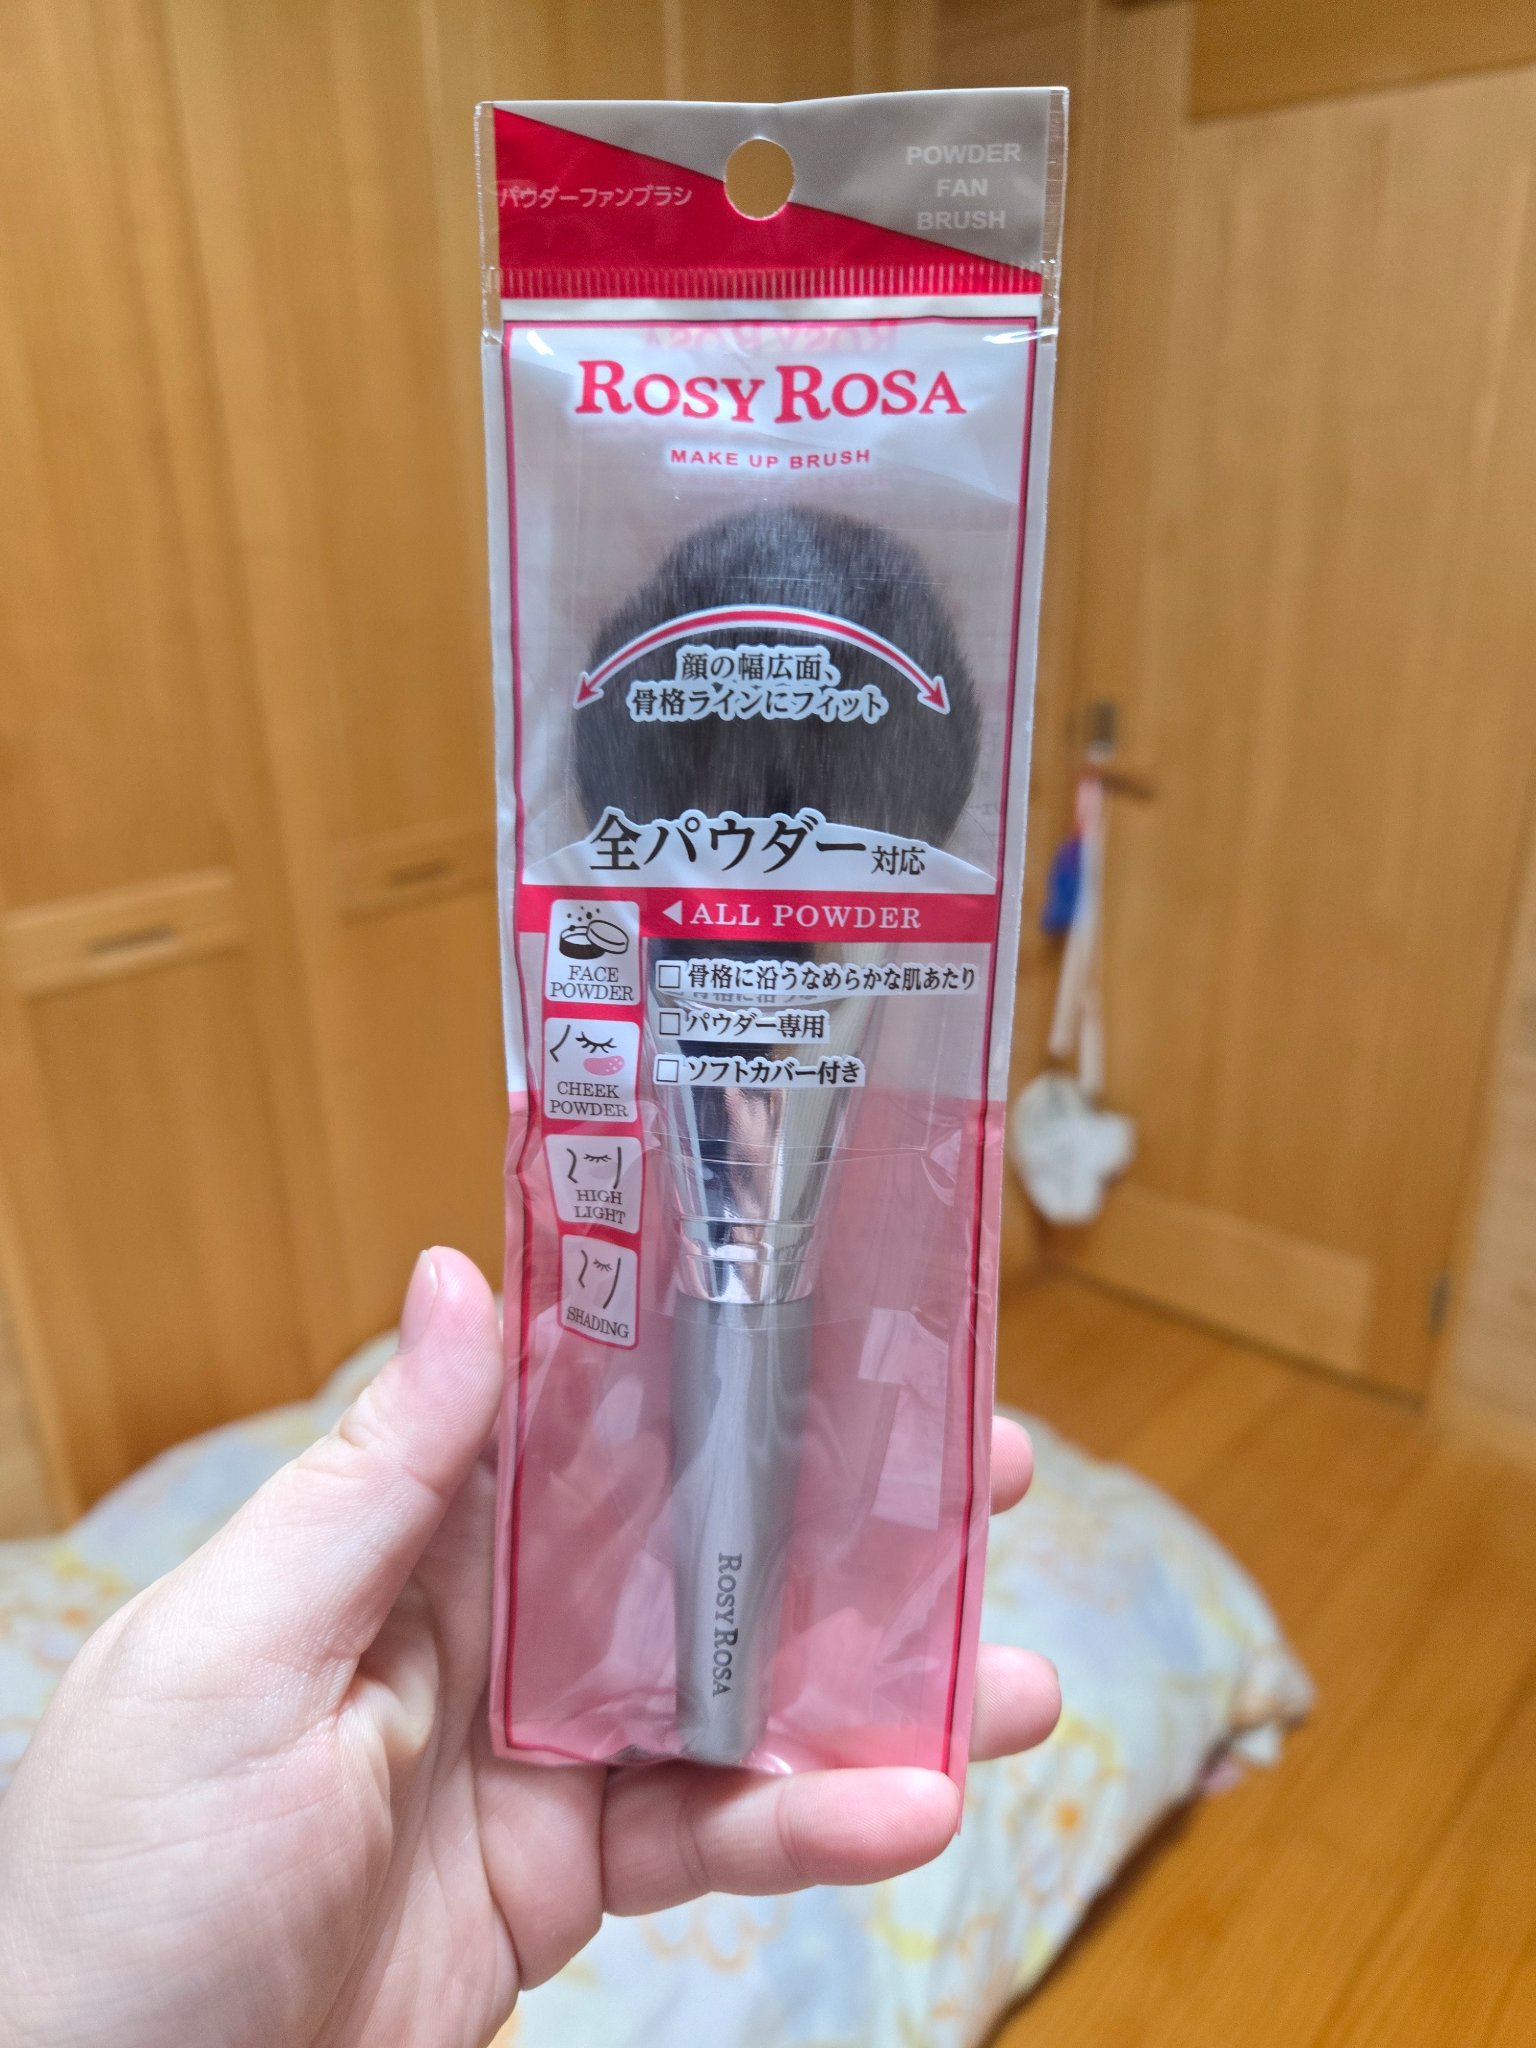 パウダーファンブラシ
POWDER
FAN
BRUSH
ROSY ROSA
MAKE UP BRUSH
顔の幅広面、
骨格ラインにフィット
全パウダー対応
◀ALL POWDER
FACE
POWDER
□骨格に沿うなめらかな肌あたり
□パウダー専用
□ソフトカバー付き
CHEEK
POWDER
HIGH
LIGHT
SHADING
ROSY ROSA